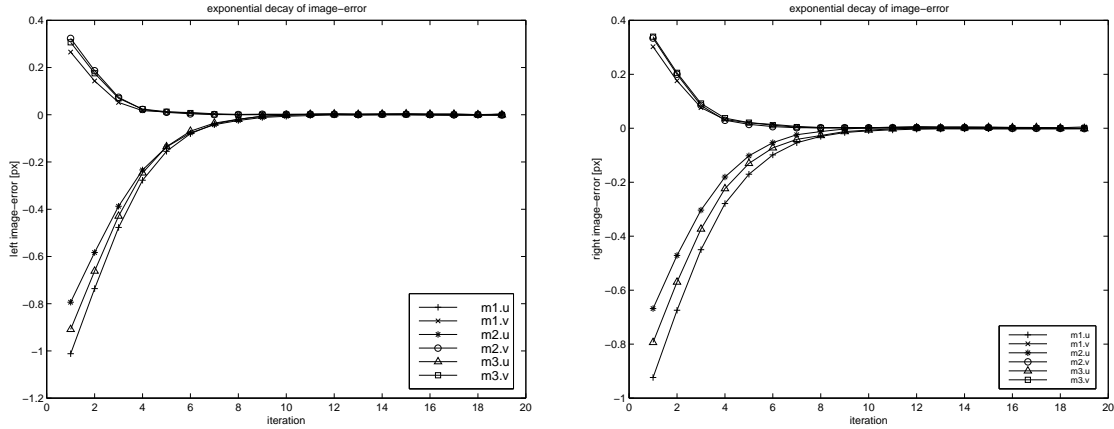 exponential decay of image−error
0.4
0.2
0
−0.2
−0.4
−0.6
−0.8
−1
−1.2
left image−error [px]
0 2 4 6 8 10 12 14 16 18 20
iteration
m1.u
m1.v
m2.u
m2.v
m3.u
m3.v
exponential decay of image−error
0.4
0.2
0
−0.2
−0.4
−0.6
−0.8
−1
right image−error [px]
0 2 4 6 8 10 12 14 16 18 20
iteration
m1.u
m1.v
m2.u
m2.v
m3.u
m3.v